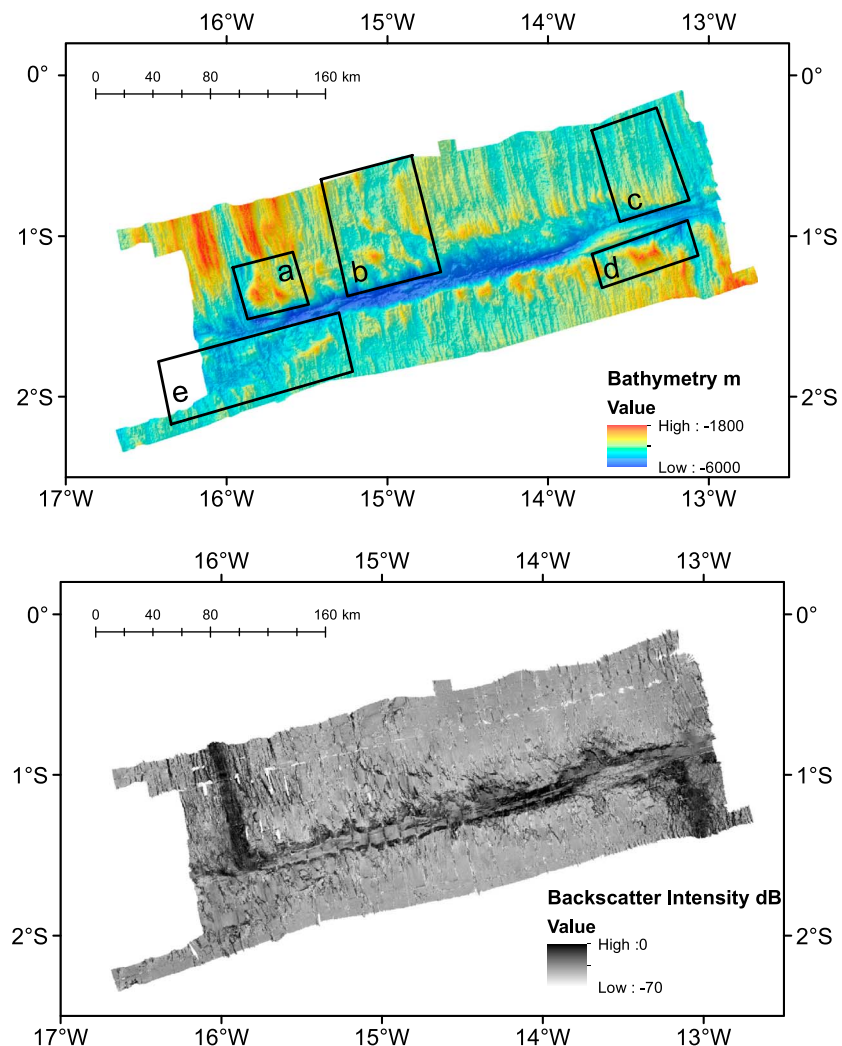 16°W 15°W 14°W 13°W
0° 0°
0 40 80 160 km
c
1°S 1°S
a
b
d
e
2°S 2°S
Bathymetry m
Value
High : -1800
Low : -6000
17°W 16°W 15°W 14°W 13°W
16°W 15°W 14°W 13°W
0° 0°
0 40 80 160 km
1°S 1°S
Backscatter Intensity dB
Value
2°S 2°S
High :0
Low : -70
17°W 16°W 15°W 14°W 13°W